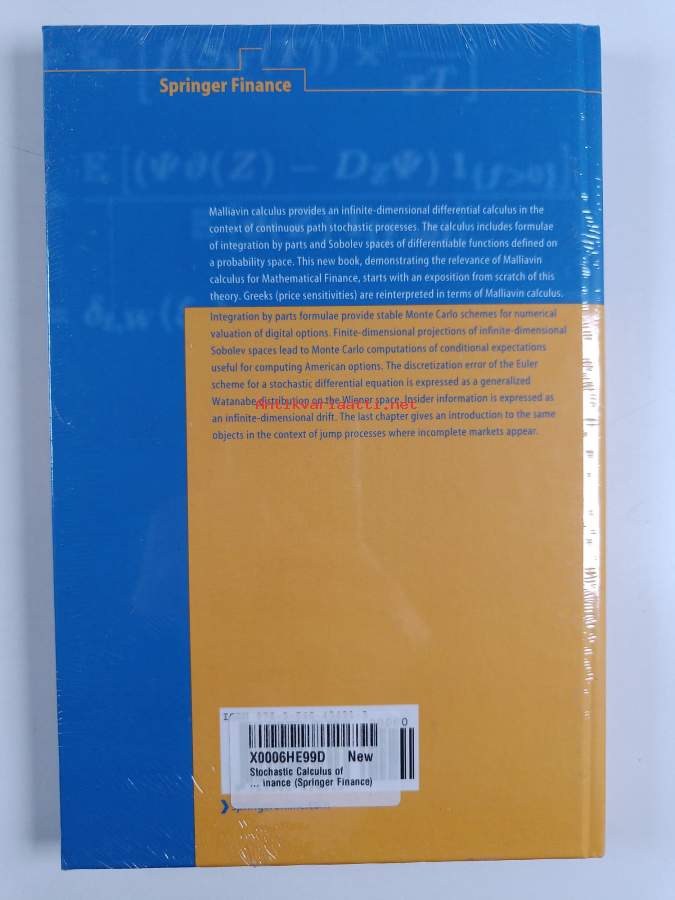 Springer Finance
E [(Ψ ∂(Z) − D_Z Ψ) 1_{f>0}]
Malliavin calculus provides an infinite-dimensional differential calculus in the
context of continuous path stochastic processes. The calculus includes formulae
of integration by parts and Sobolev spaces of differentiable functions defined on
a probability space. This new book, demonstrating the relevance of Malliavin
calculus for Mathematical Finance, starts with an exposition from scratch of this
theory. Greeks (price sensitivities) are reinterpreted in terms of Malliavin calculus.
Integration by parts formulae provide stable Monte Carlo schemes for numerical
valuation of digital options. Finite-dimensional projections of infinite-dimensional
Sobolev spaces lead to Monte Carlo computations of conditional expectations
useful for computing American options. The discretization error of the Euler
scheme for a stochastic differential equation is expressed as a generalized
Watanabe distribution on the Wiener space. Insider information is expressed as
Antikvariaatti.net
an infinite-dimensional drift. The last chapter gives an introduction to the same
objects in the context of jump processes where incomplete markets appear.
X0006HE99D New
Stochastic Calculus of
... inance (Springer Finance)